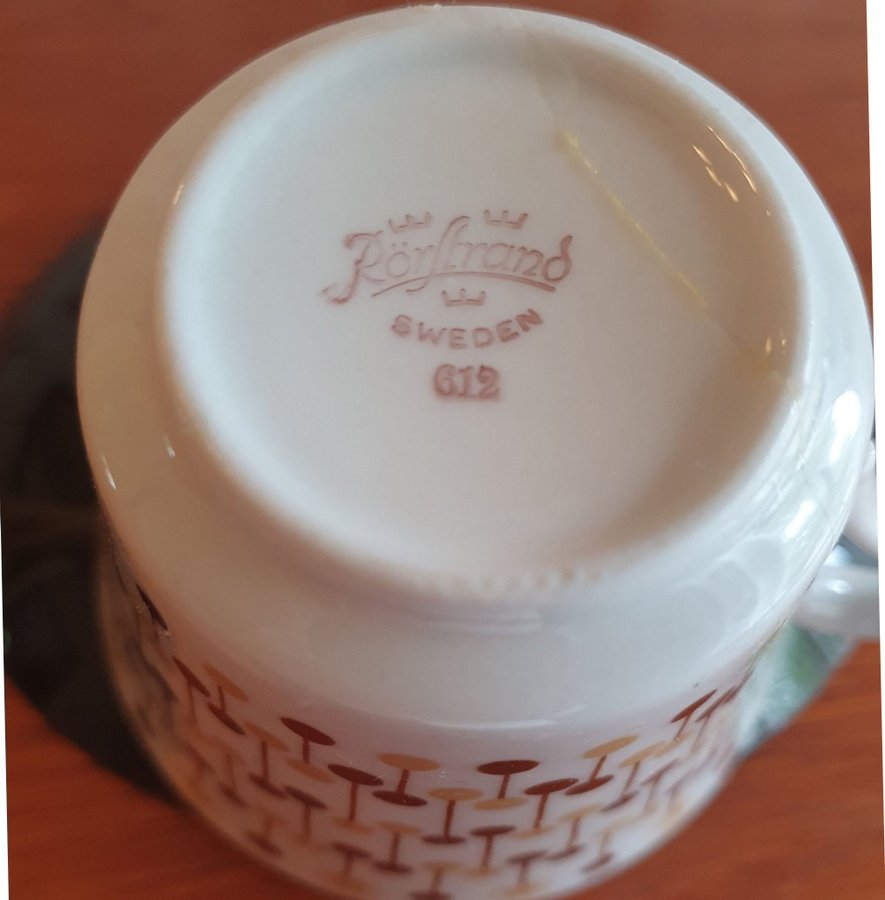 Rörstrand
SWEDEN
612